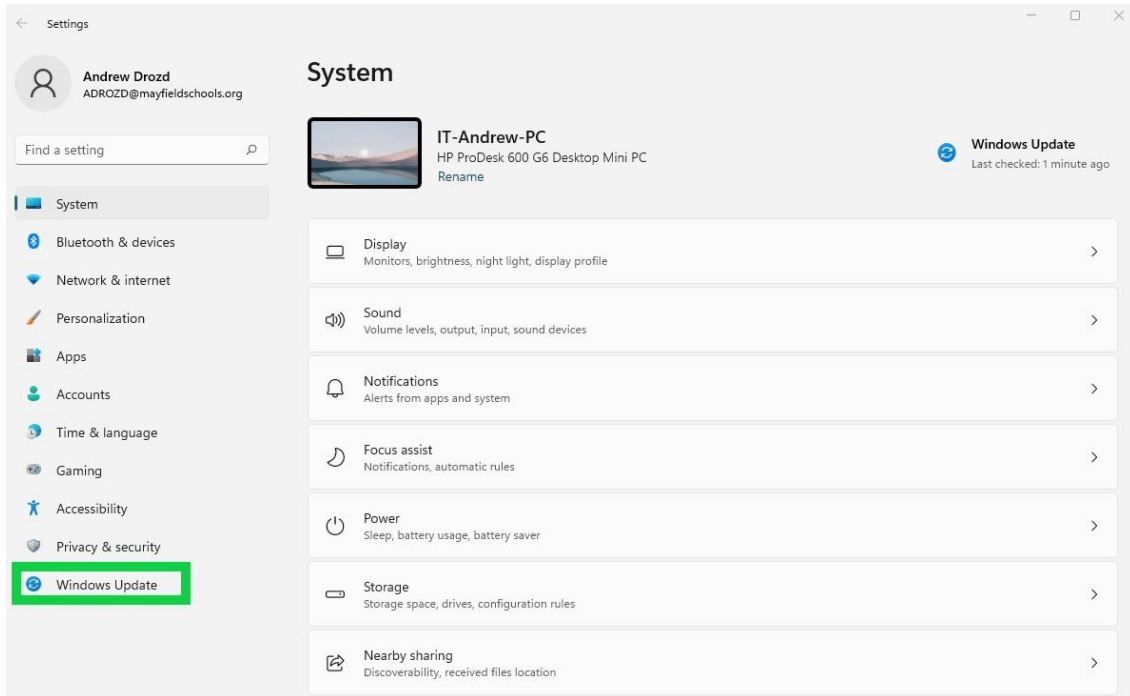 Settings
Andrew Drozd
ADROZD@mayfieldschools.org
Find a setting
System
Bluetooth & devices
Network & internet
Personalization
Apps
Accounts
Time & language
Gaming
Accessibility
Privacy & security
Windows Update
System
IT-Andrew-PC
HP ProDesk 600 G6 Desktop Mini PC
Rename
Windows Update
Last checked: 1 minute ago
Display
Monitors, brightness, night light, display profile
Sound
Volume levels, output, input, sound devices
Notifications
Alerts from apps and system
Focus assist
Notifications, automatic rules
Power
Sleep, battery usage, battery saver
Storage
Storage space, drives, configuration rules
Nearby sharing
Discoverability, received files location